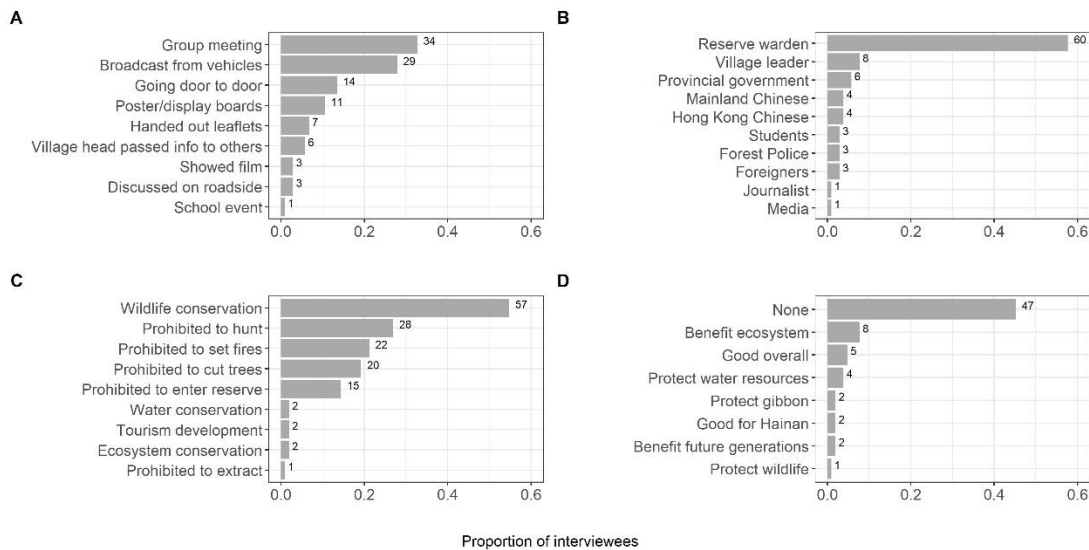 A
Group meeting 34
Broadcast from vehicles 29
Going door to door 14
Poster/display boards 11
Handed out leaflets 7
Village head passed info to others 6
Showed film 3
Discussed on roadside 3
School event 1
0.0 0.2 0.4 0.6
B
Reserve warden 60
Village leader 8
Provincial government 6
Mainland Chinese 4
Hong Kong Chinese 4
Students 3
Forest Police 3
Foreigners 3
Journalist 1
Media 1
0.0 0.2 0.4 0.6
C
Wildlife conservation 57
Prohibited to hunt 28
Prohibited to set fires 22
Prohibited to cut trees 20
Prohibited to enter reserve 15
Water conservation 2
Tourism development 2
Ecosystem conservation 2
Prohibited to extract 1
0.0 0.2 0.4 0.6
D
None 47
Benefit ecosystem 8
Good overall 5
Protect water resources 4
Protect gibbon 2
Good for Hainan 2
Benefit future generations 2
Protect wildlife 1
0.0 0.2 0.4 0.6
Proportion of interviewees